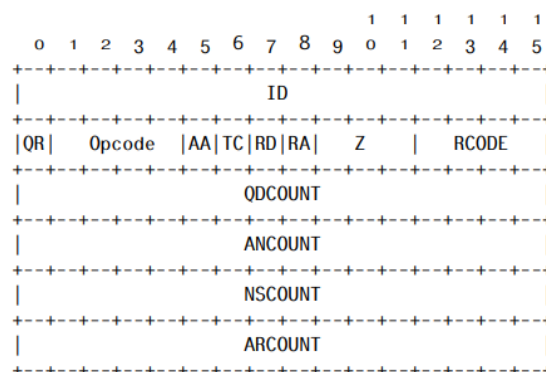 1 1 1 1 1 1
0 1 2 3 4 5 6 7 8 9 0 1 2 3 4 5
+--+--+--+--+--+--+--+--+--+--+--+--+--+--+--+--
| ID |
+--+--+--+--+--+--+--+--+--+--+--+--+--+--+--+--
|QR| Opcode |AA|TC|RD|RA| Z | RCODE |
+--+--+--+--+--+--+--+--+--+--+--+--+--+--+--+--
| QDCOUNT |
+--+--+--+--+--+--+--+--+--+--+--+--+--+--+--+--
| ANCOUNT |
+--+--+--+--+--+--+--+--+--+--+--+--+--+--+--+--
| NSCOUNT |
+--+--+--+--+--+--+--+--+--+--+--+--+--+--+--+--
| ARCOUNT |
+--+--+--+--+--+--+--+--+--+--+--+--+--+--+--+--